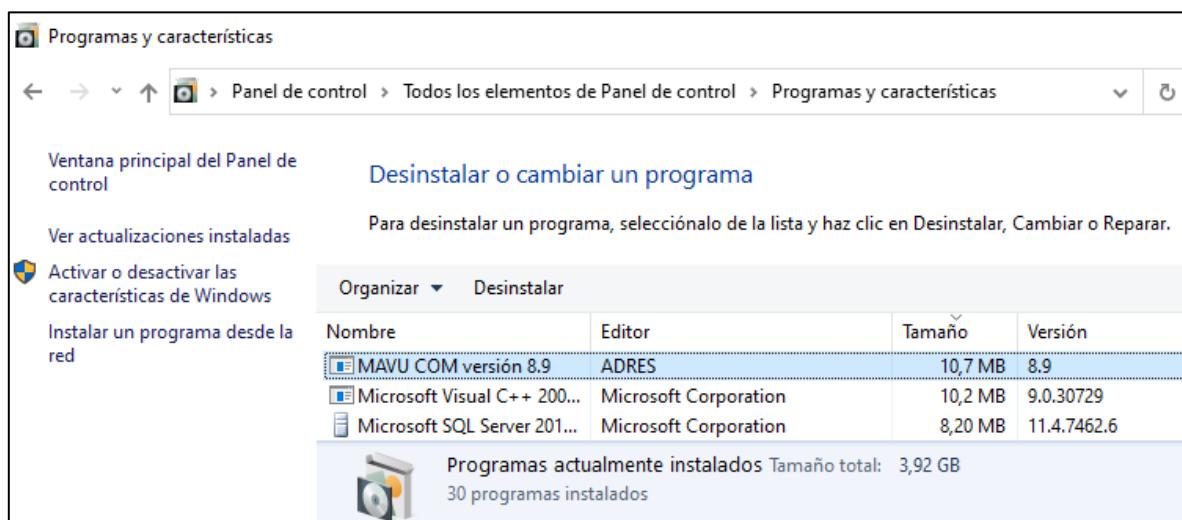 Programas y características
Panel de control > Todos los elementos de Panel de control > Programas y características
Ventana principal del Panel de
control
Ver actualizaciones instaladas
Activar o desactivar las
características de Windows
Instalar un programa desde la
red
Desinstalar o cambiar un programa
Para desinstalar un programa, selecciónalo de la lista y haz clic en Desinstalar, Cambiar o Reparar.
Organizar Desinstalar
Nombre Editor Tamaño Versión
MAVU COM versión 8.9 ADRES 10,7 MB 8.9
Microsoft Visual C++ 200... Microsoft Corporation 10,2 MB 9.0.30729
Microsoft SQL Server 201... Microsoft Corporation 8,20 MB 11.4.7462.6
Programas actualmente instalados Tamaño total: 3,92 GB
30 programas instalados